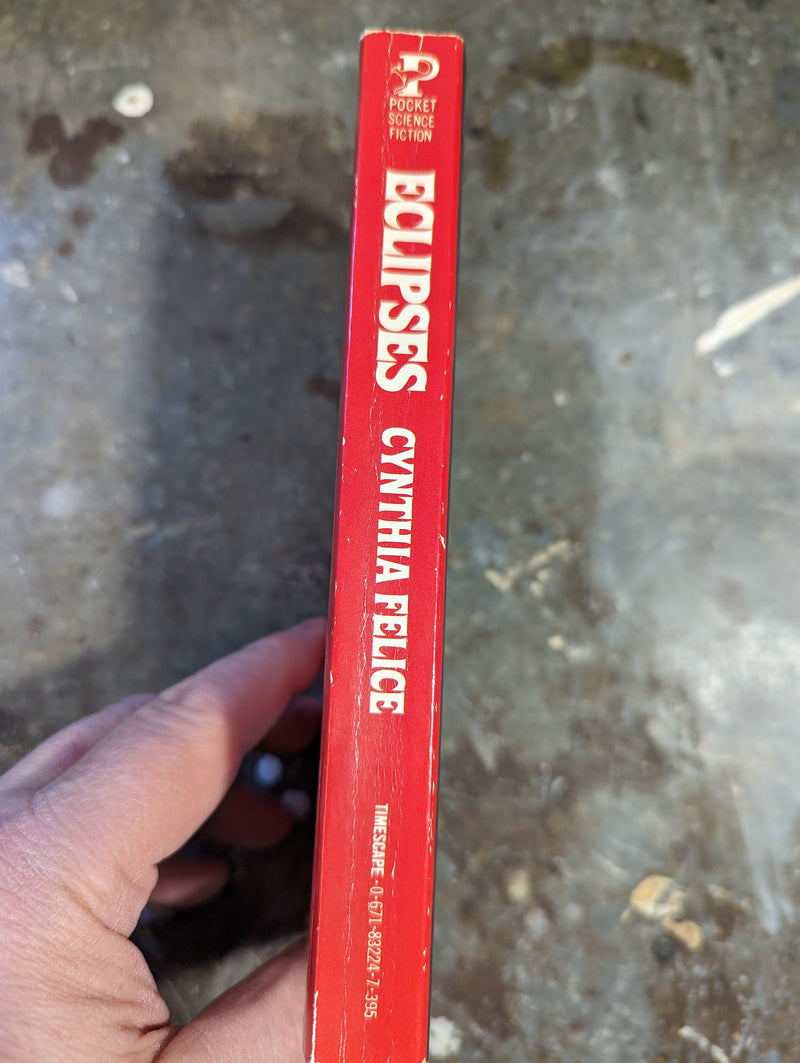 P
POCKET
SCIENCE
FICTION
ECLIPSES CYNTHIA FELICE
TIMESCAPE • 0-671-83224-7-395